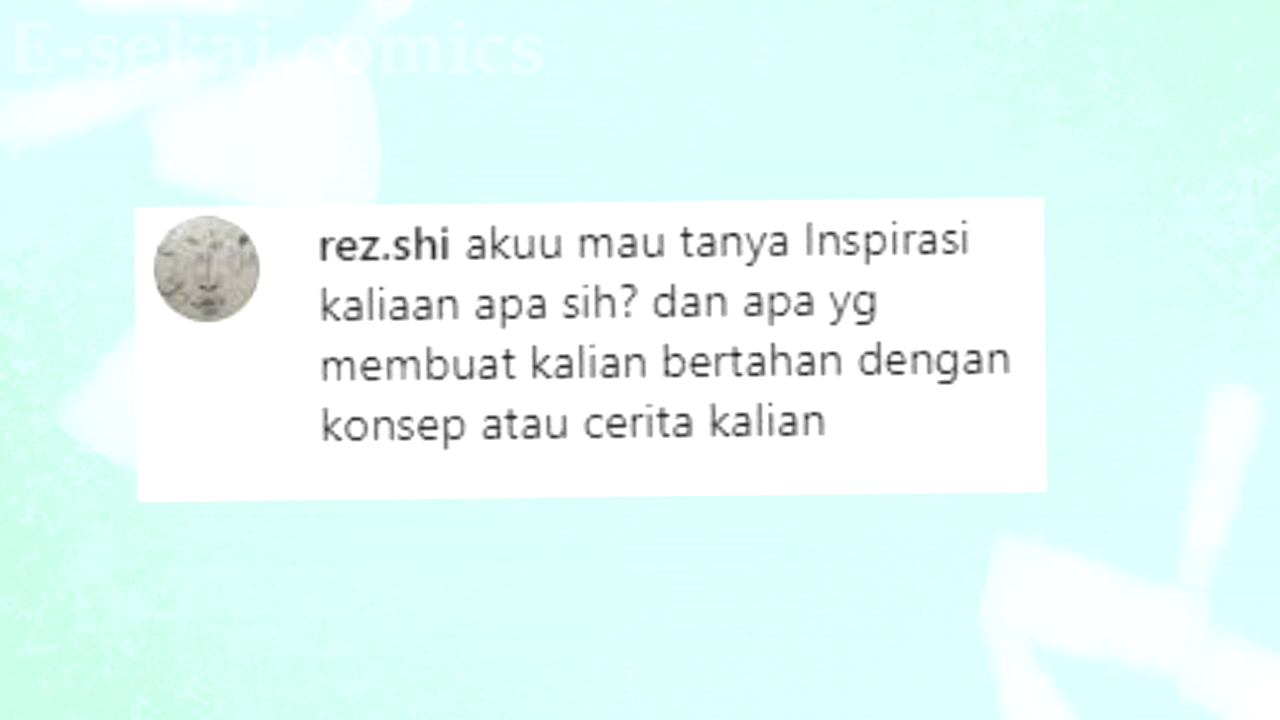 E-sekai comics
rez.shi akuu mau tanya Inspirasi
kaliaan apa sih? dan apa yg
membuat kalian bertahan dengan
konsep atau cerita kalian